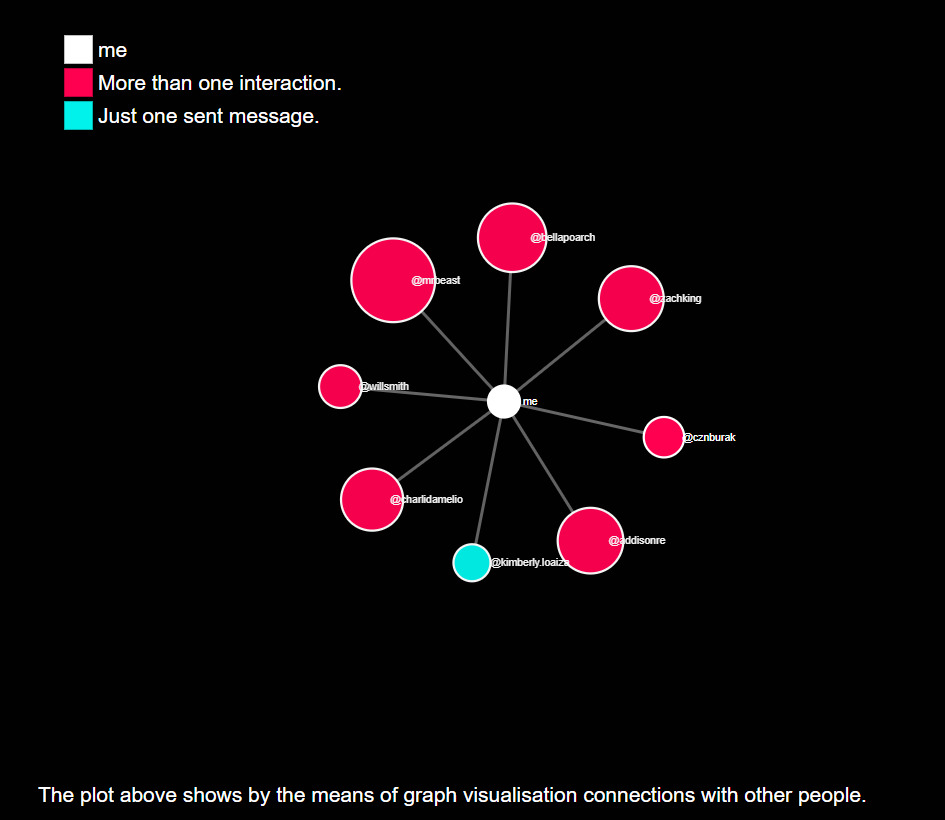 me
More than one interaction.
Just one sent message.
@bellapoarch
@mrbeast
@zachking
@willsmith
me
@cznburak
@charlidamelio
@addisonre
@kimberly.loaiza
The plot above shows by the means of graph visualisation connections with other people.